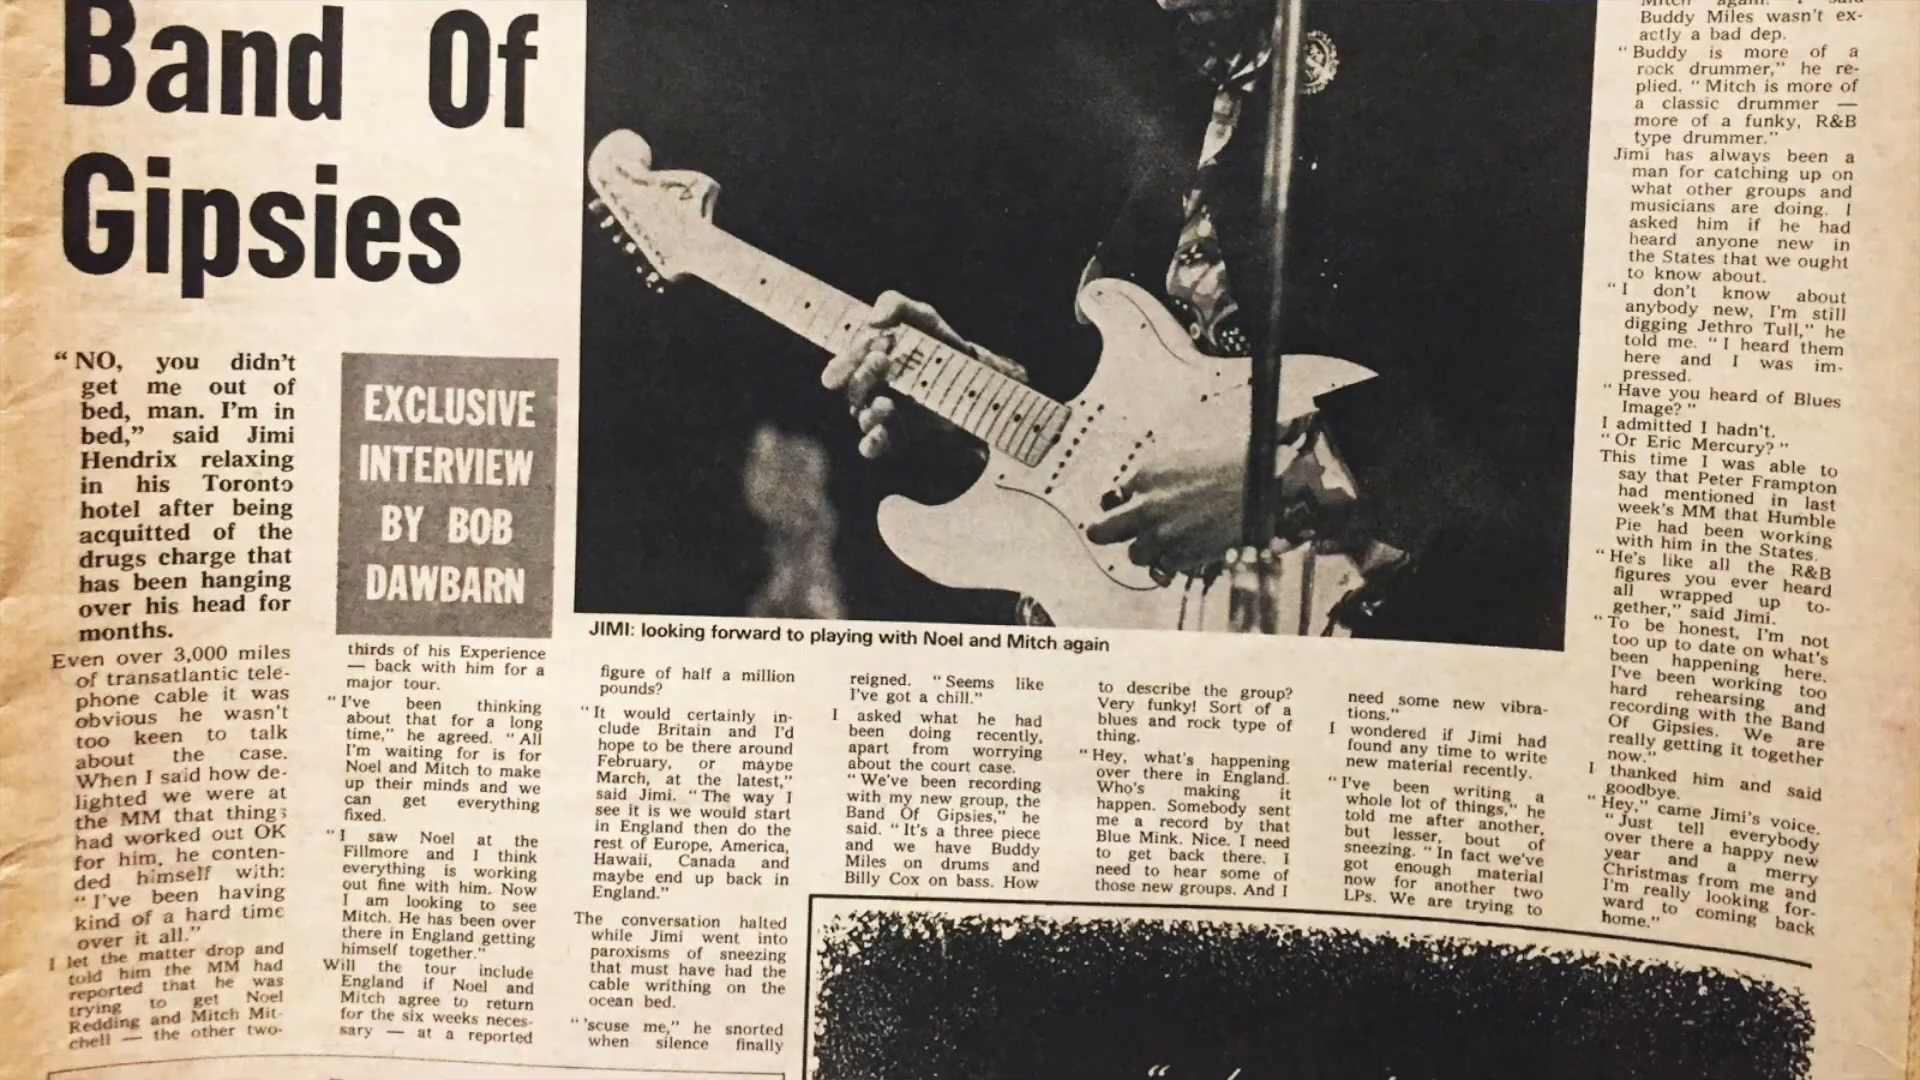 Band Of
Gipsies
“NO, you didn't
get me out of
bed, man. I'm in
bed,” said Jimi
Hendrix relaxing
in his Toronto
hotel after being
acquitted of the
drugs charge that
has been hanging
over his head for
months.
Even over 3,000 miles
of transatlantic tele-
phone cable it was
obvious he wasn't
too keen to talk
about the case.
When I said how de-
lighted we were at
the MM that things
had worked out OK
for him, he conten-
ded himself with:
“I've been having
kind of a hard time
over it all.”
I let the matter drop and
told him the MM had
reported that he was
trying to get Noel
Redding and Mitch Mit-
chell — the other two-
EXCLUSIVE
INTERVIEW
BY BOB
DAWBARN
thirds of his Experience
— back with him for a
major tour.
“I've been thinking
about that for a long
time,” he agreed. “All
I'm waiting for is for
Noel and Mitch to make
up their minds and we
can get everything
fixed.
“I saw Noel at the
Fillmore and I think
everything is working
out fine with him. Now
I am looking to see
Mitch. He has been over
there in England getting
himself together.”
Will the tour include
England if Noel and
Mitch agree to return
for the six weeks neces-
sary — at a reported
JIMI: looking forward to playing with Noel and Mitch again
figure of half a million
pounds?
“It would certainly in-
clude Britain and I'd
hope to be there around
February, or maybe
March, at the latest,”
said Jimi. “The way I
see it is we would start
in England then do the
rest of Europe, America,
Hawaii, Canada and
maybe end up back in
England.”
The conversation halted
while Jimi went into
paroxisms of sneezing
that must have had the
cable writhing on the
ocean bed.
“'scuse me,” he snorted
when silence finally
reigned. “Seems like
I've got a chill.”
I asked what he had
been doing recently,
apart from worrying
about the court case.
“We've been recording
with my new group, the
Band Of Gipsies,” he
said. “It's a three piece
and we have Buddy
Miles on drums and
Billy Cox on bass. How
to describe the group?
Very funky! Sort of a
blues and rock type of
thing.
“Hey, what's happening
over there in England.
Who's making it
happen. Somebody sent
me a record by that
Blue Mink. Nice. I need
to get back there. I
need to hear some of
those new groups. And I
need some new vibra-
tions.”
I wondered if Jimi had
found any time to write
new material recently.
“I've been writing a
whole lot of things,” he
told me after another,
but lesser, bout of
sneezing. “In fact we've
got enough material
now for another two
LPs. We are trying to
Mitch again. I said
Buddy Miles wasn't ex-
actly a bad dep.
“Buddy is more of a
rock drummer,” he re-
plied. “Mitch is more of
a classic drummer —
more of a funky, R&B
type drummer.”
Jimi has always been a
man for catching up on
what other groups and
musicians are doing. I
asked him if he had
heard anyone new in
the States that we ought
to know about.
“I don't know about
anybody new, I'm still
digging Jethro Tull,” he
told me. “I heard them
here and I was im-
pressed.
“Have you heard of Blues
Image?”
I admitted I hadn't.
“Or Eric Mercury?”
This time I was able to
say that Peter Frampton
had mentioned in last
week's MM that Humble
Pie had been working
with him in the States.
“He's like all the R&B
figures you ever heard
all wrapped up to-
gether,” said Jimi.
“To be honest, I'm not
too up to date on what's
been happening here.
I've been working too
hard rehearsing and
recording with the Band
Of Gipsies. We are
really getting it together
now.”
I thanked him and said
goodbye.
“Hey,” came Jimi's voice.
“Just tell everybody
over there a happy new
year and a merry
Christmas from me and
I'm really looking for-
ward to coming back
home.”